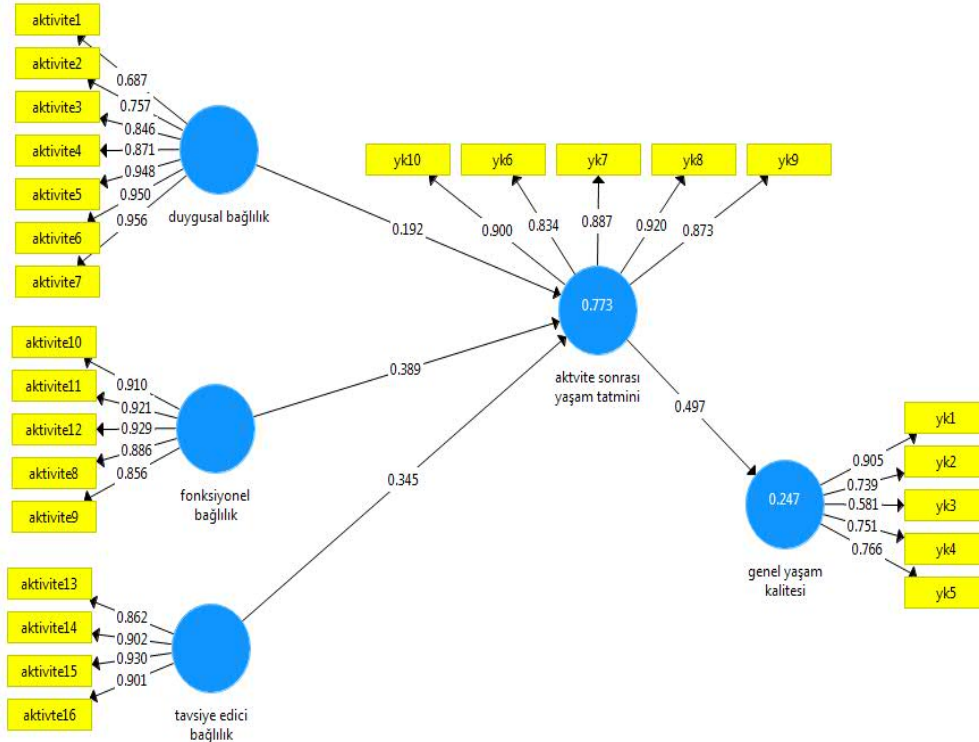 aktivite1
aktivite2
aktivite3
aktivite4
aktivite5
aktivite6
aktivite7
0.687
0.757
0.846
0.871
0.948
0.950
0.956
duygusal bağlılık
0.192
yk10
yk6
yk7
yk8
yk9
0.900
0.834
0.887
0.920
0.873
0.773
aktvite sonrası
yaşam tatmini
aktivite10
aktivite11
aktivite12
aktivite8
aktivite9
0.910
0.921
0.929
0.886
0.856
fonksiyonel
bağlılık
0.389
0.497
0.345
yk1
yk2
yk3
yk4
yk5
0.905
0.739
0.581
0.751
0.766
0.247
genel yaşam
kalitesi
aktivite13
aktivite14
aktivite15
aktivte16
0.862
0.902
0.930
0.901
tavsiye edici
bağlılık